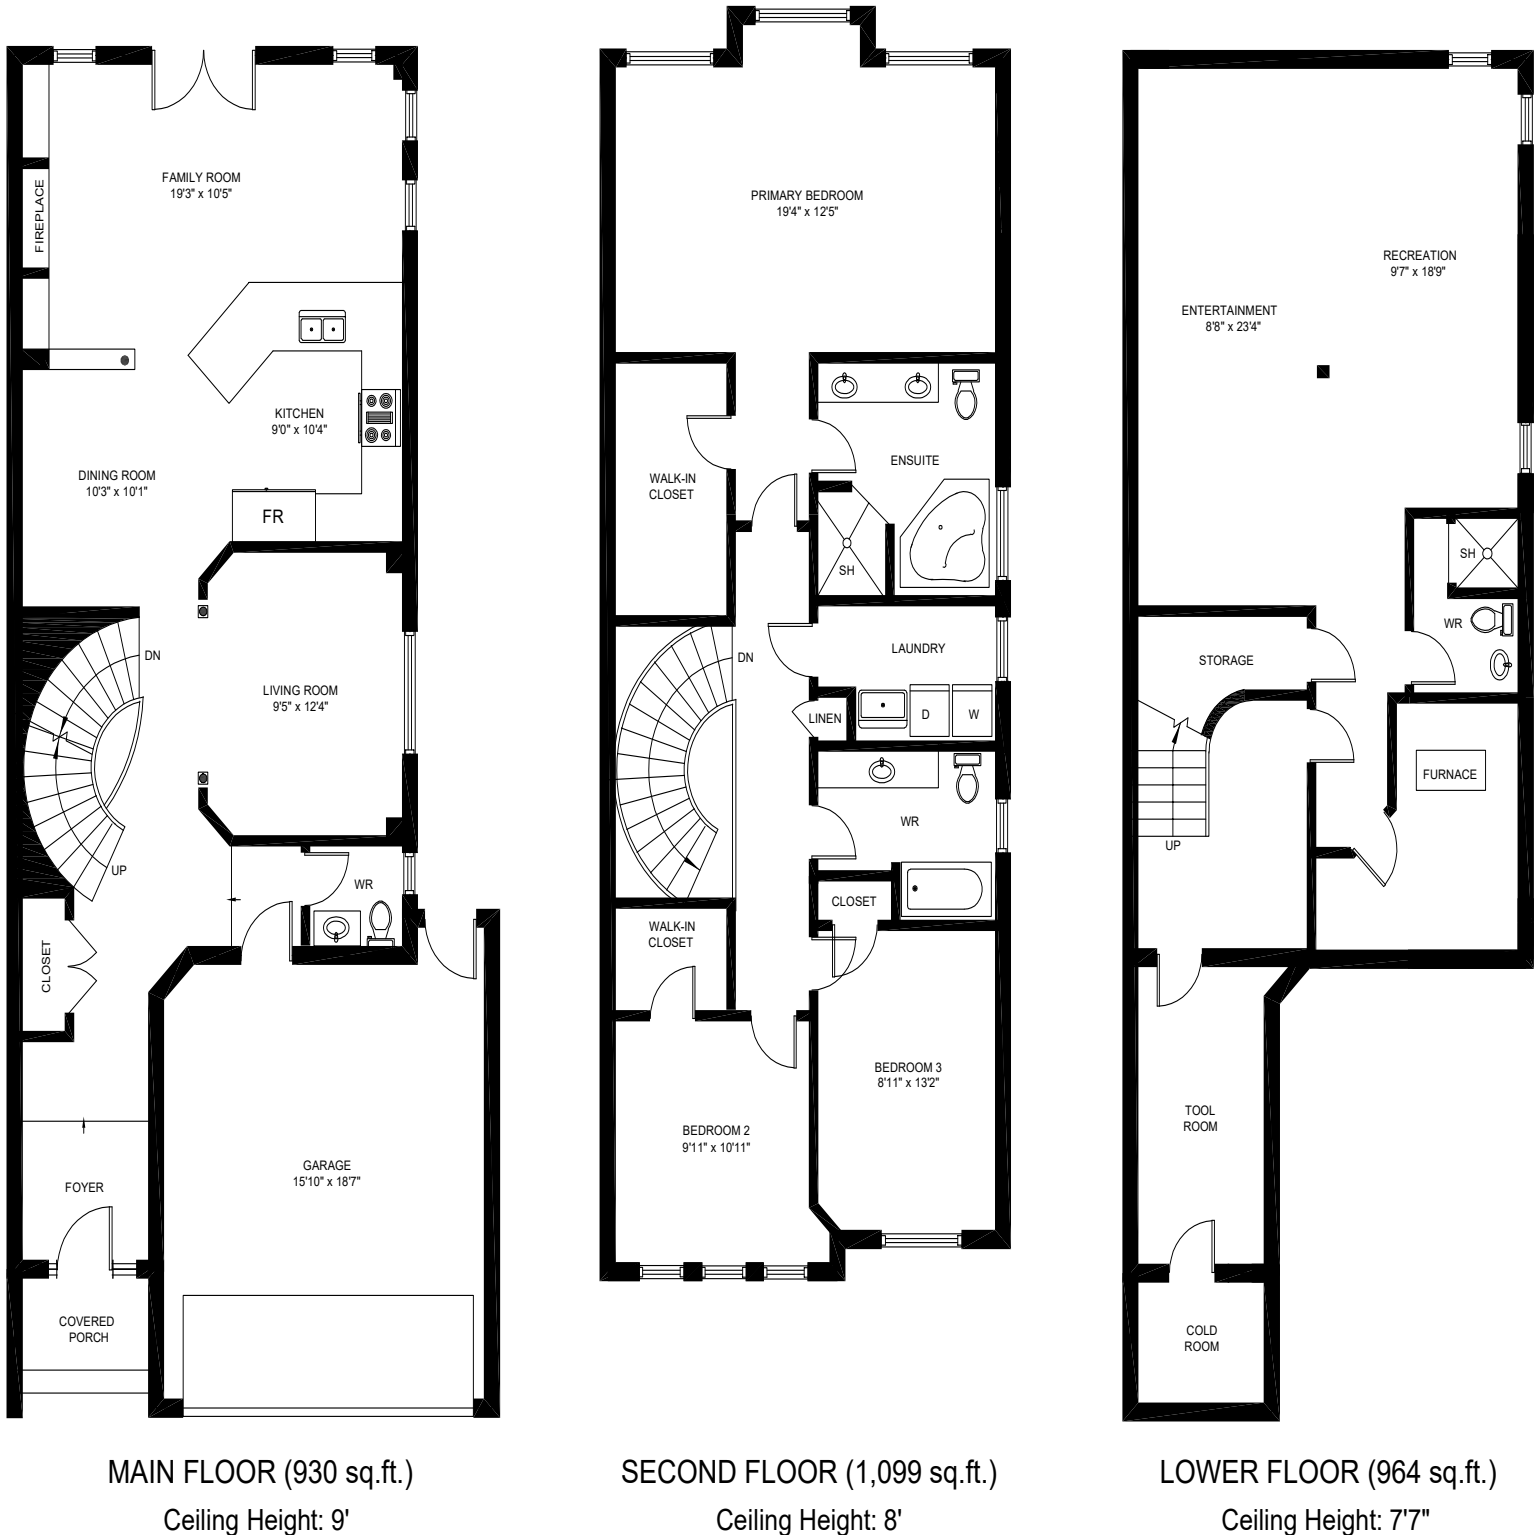 FAMILY ROOM
19'3" x 10'5"
FIREPLACE
KITCHEN
9'0" x 10'4"
DINING ROOM
10'3" x 10'1"
FR
DN
LIVING ROOM
9'5" x 12'4"
UP
WR
CLOSET
GARAGE
15'10" x 18'7"
FOYER
COVERED
PORCH
MAIN FLOOR (930 sq.ft.)
Ceiling Height: 9'
PRIMARY BEDROOM
19'4" x 12'5"
ENSUITE
WALK-IN
CLOSET
SH
LAUNDRY
DN
LINEN
D
W
WR
CLOSET
WALK-IN
CLOSET
BEDROOM 3
8'11" x 13'2"
BEDROOM 2
9'11" x 10'11"
SECOND FLOOR (1,099 sq.ft.)
Ceiling Height: 8'
RECREATION
9'7" x 18'9"
ENTERTAINMENT
8'8" x 23'4"
SH
WR
STORAGE
FURNACE
UP
TOOL
ROOM
COLD
ROOM
LOWER FLOOR (964 sq.ft.)
Ceiling Height: 7'7"